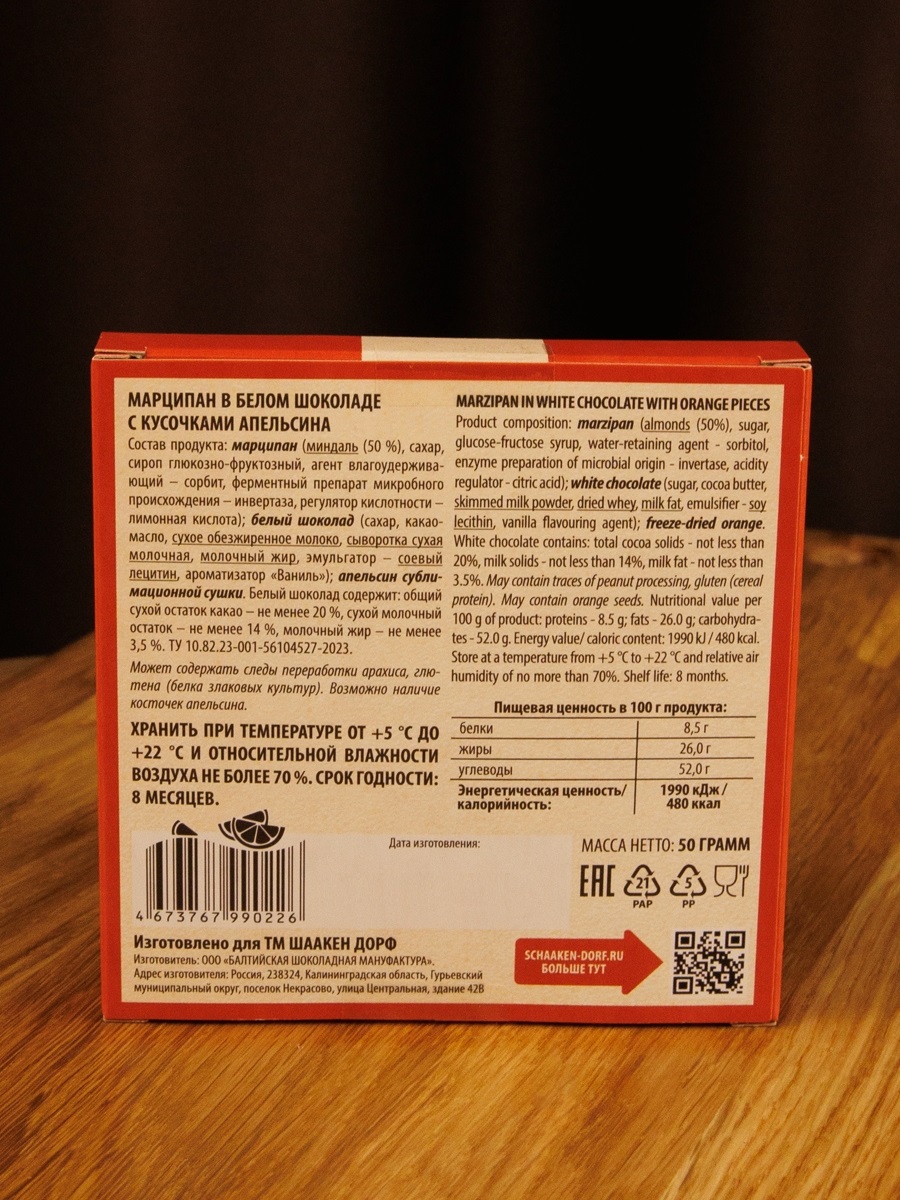 МАРЦИПАН В БЕЛОМ ШОКОЛАДЕ
С КУСОЧКАМИ АПЕЛЬСИНА
Состав продукта: марципан (миндаль (50 %), сахар,
сироп глюкозно-фруктозный, агент влагоудержива-
ющий – сорбит, ферментный препарат микробного
происхождения – инвертаза, регулятор кислотности –
лимонная кислота); белый шоколад (сахар, какао-
масло, сухое обезжиренное молоко, сыворотка сухая
молочная, молочный жир, эмульгатор – соевый
лецитин, ароматизатор «Ваниль»); апельсин субли-
мационной сушки. Белый шоколад содержит: общий
сухой остаток какао – не менее 20 %, сухой молочный
остаток – не менее 14 %, молочный жир – не менее
3,5 %. ТУ 10.82.23-001-56104527-2023.
Может содержать следы переработки арахиса, глю-
тена (белка злаковых культур). Возможно наличие
косточек апельсина.
ХРАНИТЬ ПРИ ТЕМПЕРАТУРЕ ОТ +5 °С ДО
+22 °С И ОТНОСИТЕЛЬНОЙ ВЛАЖНОСТИ
ВОЗДУХА НЕ БОЛЕЕ 70 %. СРОК ГОДНОСТИ:
8 МЕСЯЦЕВ.
MARZIPAN IN WHITE CHOCOLATE WITH ORANGE PIECES
Product composition: marzipan (almonds (50%), sugar,
glucose-fructose syrup, water-retaining agent - sorbitol,
enzyme preparation of microbial origin - invertase, acidity
regulator - citric acid); white chocolate (sugar, cocoa butter,
skimmed milk powder, dried whey, milk fat, emulsifier - soy
lecithin, vanilla flavouring agent); freeze-dried orange.
White chocolate contains: total cocoa solids - not less than
20%, milk solids - not less than 14%, milk fat - not less than
3.5%. May contain traces of peanut processing, gluten (cereal
protein). May contain orange seeds. Nutritional value per
100 g of product: proteins - 8.5 g; fats - 26.0 g; carbohydra-
tes - 52.0 g. Energy value/ caloric content: 1990 kJ / 480 kcal.
Store at a temperature from +5 °C to +22 °C and relative air
humidity of no more than 70%. Shelf life: 8 months.
Пищевая ценность в 100 г продукта:
белки 8,5 г
жиры 26,0 г
углеводы 52,0 г
Энергетическая ценность/ 1990 кДж /
калорийность: 480 ккал
Дата изготовления:
4 673767 990226
МАССА НЕТТО: 50 ГРАММ
EAC 21 5
PAP PP
Изготовлено для ТМ ШААКЕН ДОРФ
Изготовитель: ООО «БАЛТИЙСКАЯ ШОКОЛАДНАЯ МАНУФАКТУРА».
Адрес изготовителя: Россия, 238324, Калининградская область, Гурьевский
муниципальный округ, поселок Некрасово, улица Центральная, здание 42В
SCHAAKEN-DORF.RU
БОЛЬШЕ ТУТ